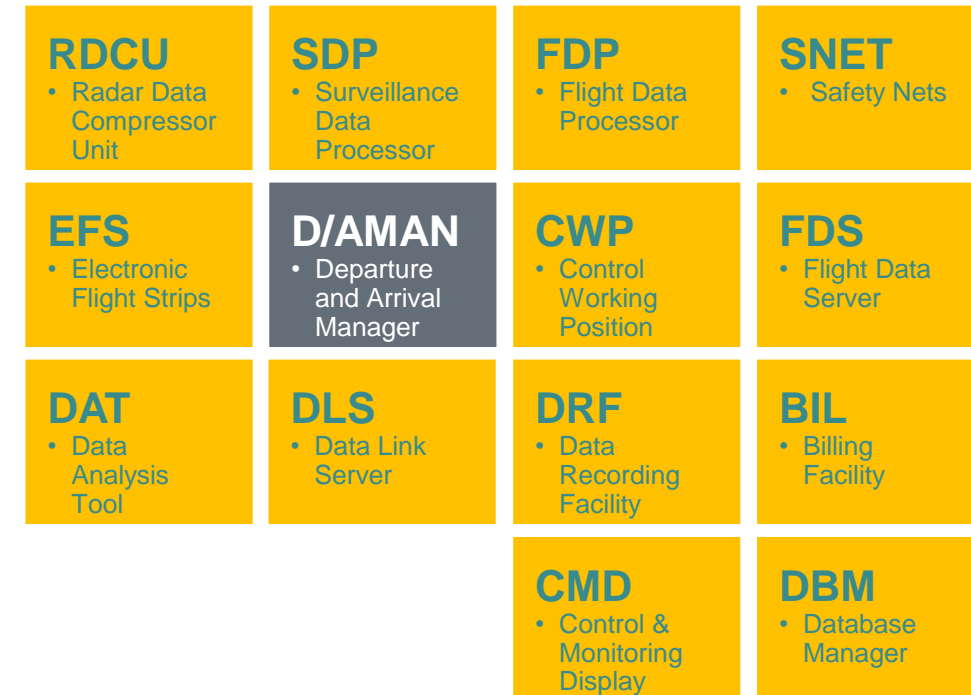 RDCU
• Radar Data
Compressor
Unit
SDP
• Surveillance
Data
Processor
FDP
• Flight Data
Processor
SNET
• Safety Nets
EFS
• Electronic
Flight Strips
D/AMAN
• Departure
and Arrival
Manager
CWP
• Control
Working
Position
FDS
• Flight Data
Server
DAT
• Data
Analysis
Tool
DLS
• Data Link
Server
DRF
• Data
Recording
Facility
BIL
• Billing
Facility
CMD
• Control &
Monitoring
Display
DBM
• Database
Manager